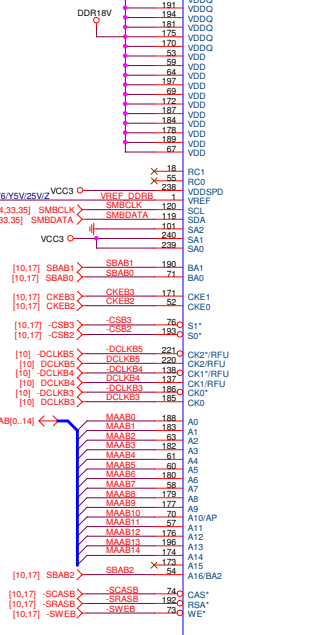 191 VDDQ
DDR18V 194 VDDQ
181 VDDQ
175 VDDQ
170 VDDQ
53 VDD
59 VDD
64 VDD
197 VDD
69 VDD
172 VDD
187 VDD
184 VDD
178 VDD
189 VDD
67 VDD
18 RC1
55 RC0
6/Y5V/25V/Z VCC3 238 VDDSPD
VREF_DDRB 1 VREF
4,33,35] SMBCLK SMBCLK 120 SCL
33,35] SMBDATA SMBDATA 119 SDA
101 SA2
VCC3 240 SA1
239 SA0
[10,17] SBAB1 SBAB1 190 BA1
[10,17] SBAB0 SBAB0 71 BA0
[10,17] CKEB3 CKEB3 171 CKE1
[10,17] CKEB2 CKEB2 52 CKE0
[10,17] -CSB3 -CSB3 76 S1*
[10,17] -CSB2 -CSB2 193 S0*
[10] -DCLKB5 -DCLKB5 221 CK2*/RFU
[10] DCLKB5 DCLKB5 220 CK2/RFU
[10] -DCLKB4 -DCLKB4 138 CK1*/RFU
[10] DCLKB4 DCLKB4 137 CK1/RFU
[10] -DCLKB3 -DCLKB3 186 CK0*
[10] DCLKB3 DCLKB3 185 CK0
AB[0..14] MAAB0 188 A0
MAAB1 183 A1
MAAB2 63 A2
MAAB3 182 A3
MAAB4 61 A4
MAAB5 60 A5
MAAB6 180 A6
MAAB7 58 A7
MAAB8 179 A8
MAAB9 177 A9
MAAB10 70 A10/AP
MAAB11 57 A11
MAAB12 176 A12
MAAB13 196 A13
MAAB14 174 A14
173 A15
[10,17] SBAB2 SBAB2 54 A16/BA2
[10,17] -SCASB -SCASB 74 CAS*
[10,17] -SRASB -SRASB 192 RSA*
[10,17] -SWEB -SWEB 73 WE*